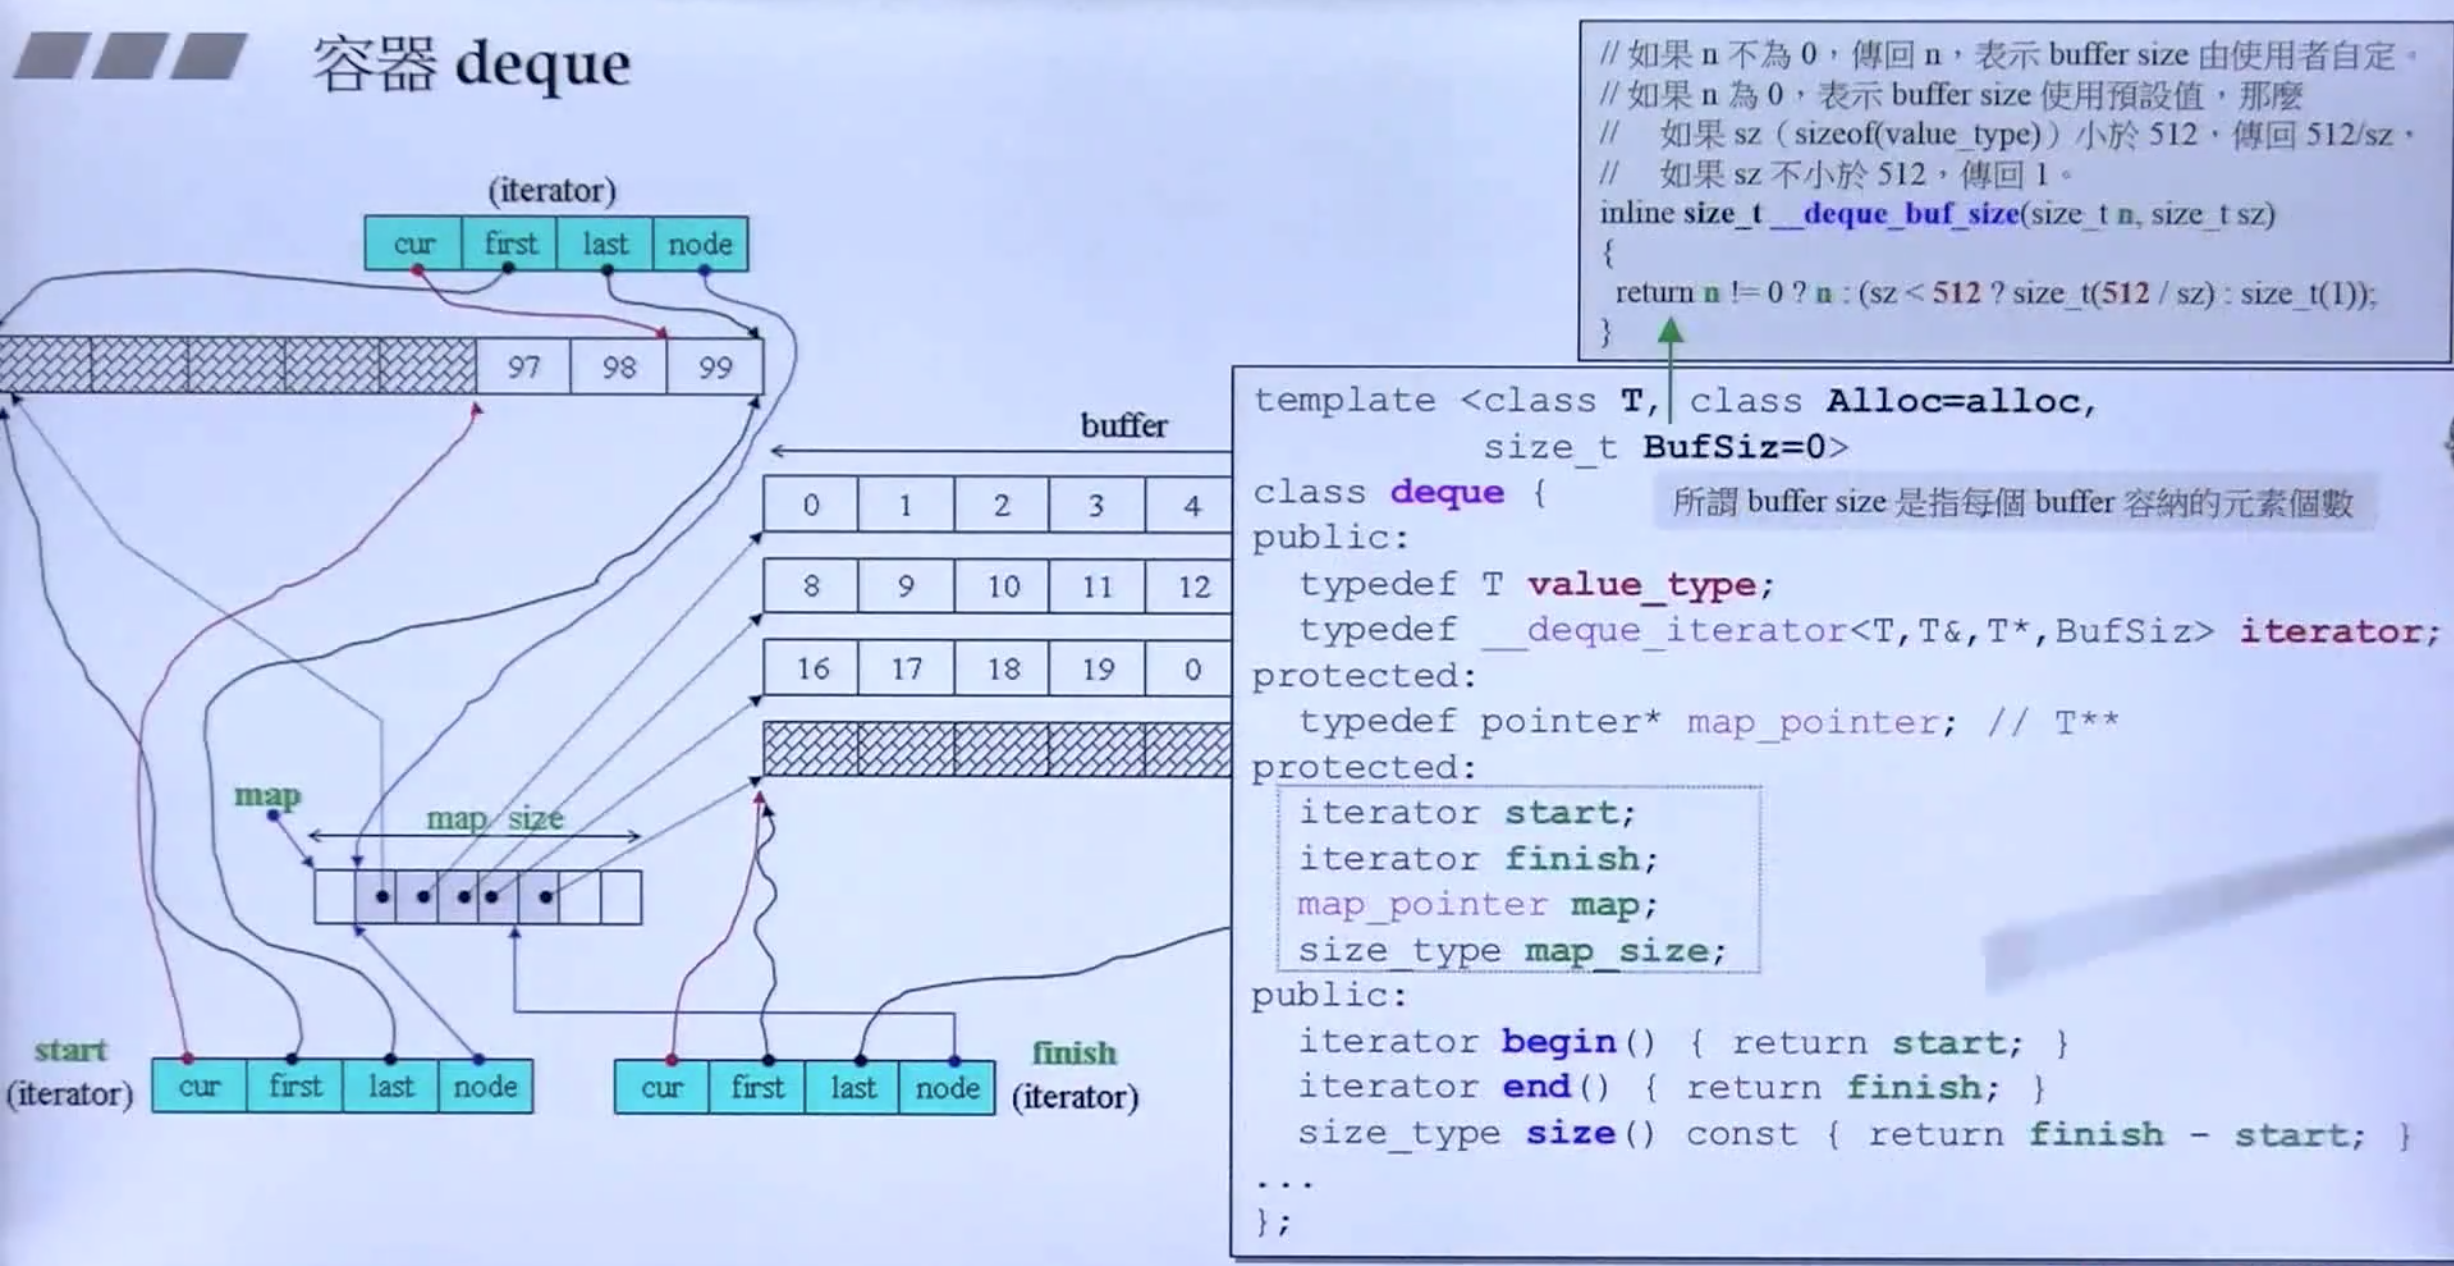 容器 deque
// 如果 n 不為 0，傳回 n，表示 buffer size 由使用者自定。
// 如果 n 為 0，表示 buffer size 使用預設值，那麼
// 如果 sz（sizeof(value_type)）小於 512，傳回 512/sz，
// 如果 sz 不小於 512，傳回 1。
inline size_t __deque_buf_size(size_t n, size_t sz)
{
return n != 0 ? n : (sz < 512 ? size_t(512 / sz) : size_t(1));
}
(iterator)
cur first last node
97 98 99
buffer
0 1 2 3 4
8 9 10 11 12
16 17 18 19 0
map
map_size
start
(iterator)
cur first last node
cur first last node
finish
(iterator)
template <class T, class Alloc=alloc,
size_t BufSiz=0>
class deque {
所謂 buffer size 是指每個 buffer 容納的元素個數
public:
typedef T value_type;
typedef __deque_iterator<T,T&,T*,BufSiz> iterator;
protected:
typedef pointer* map_pointer; // T**
protected:
iterator start;
iterator finish;
map_pointer map;
size_type map_size;
public:
iterator begin() { return start; }
iterator end() { return finish; }
size_type size() const { return finish - start; }
...
};